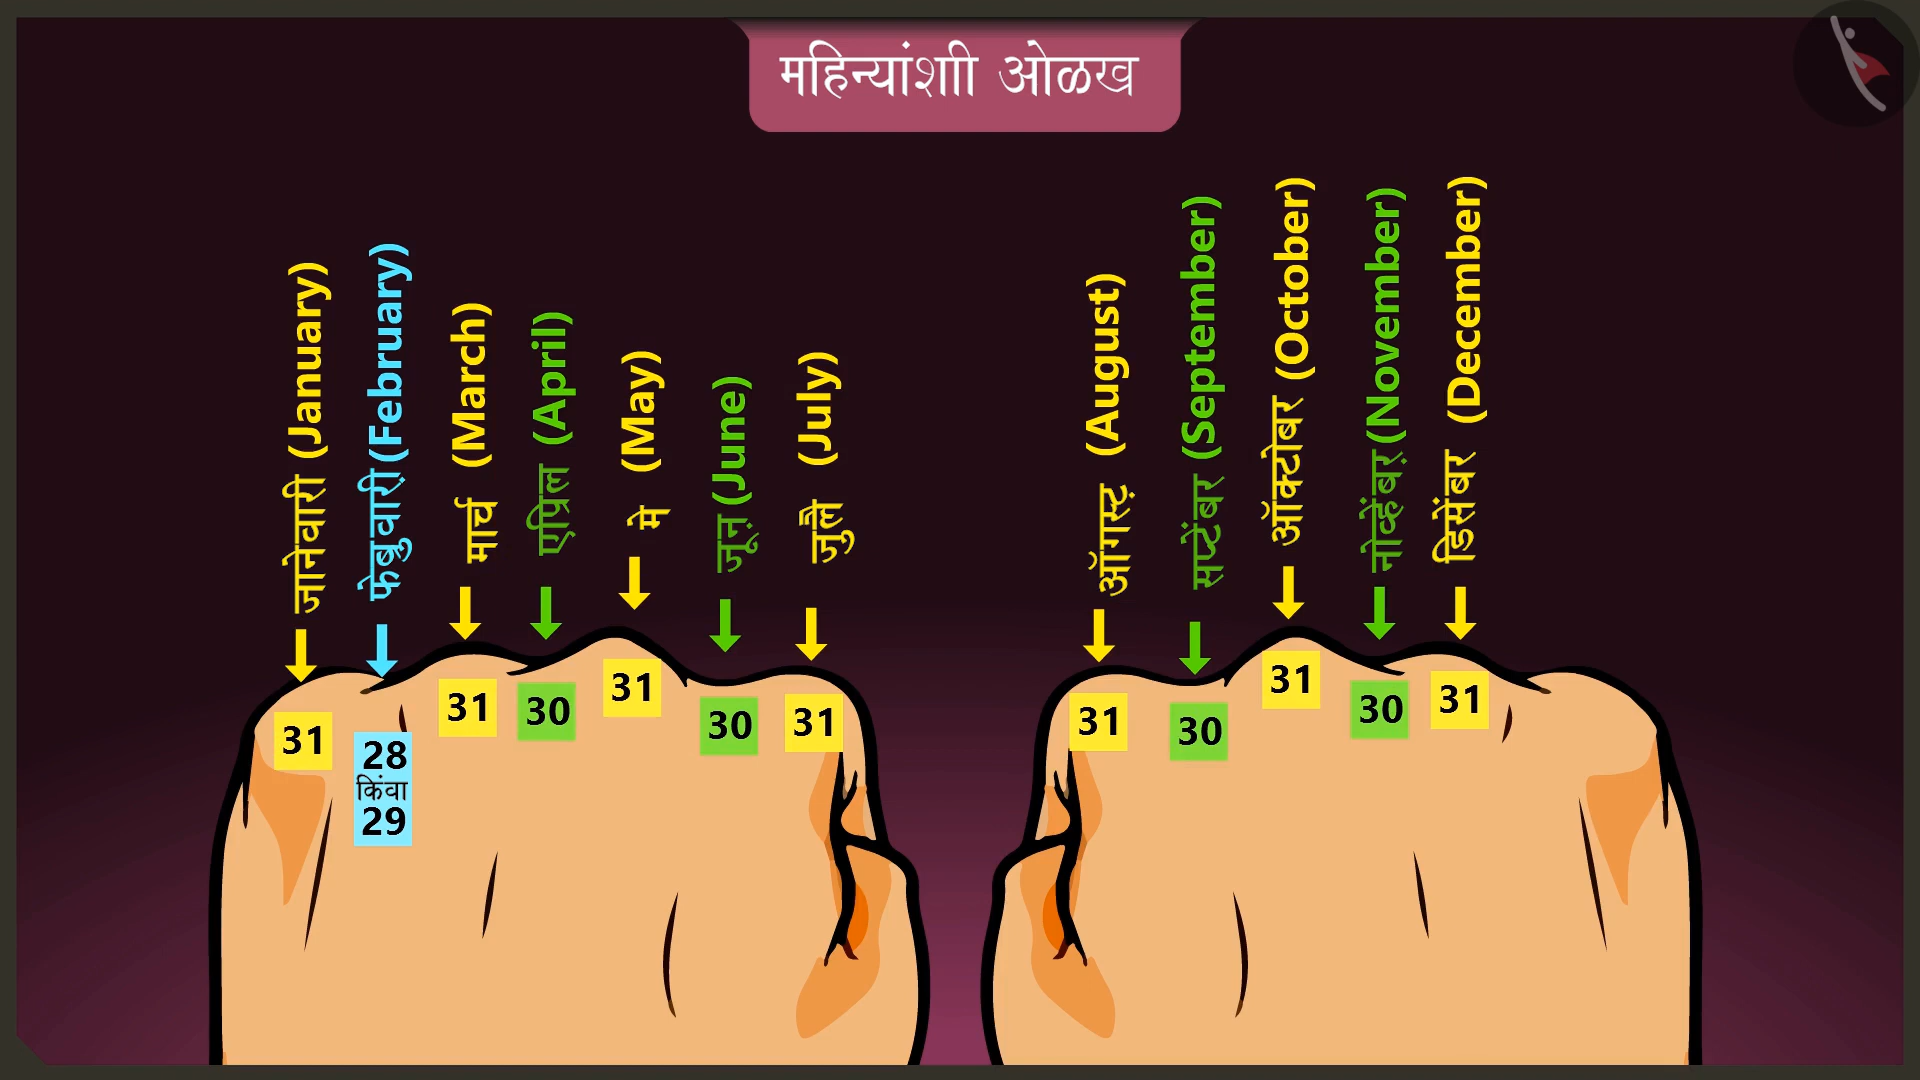 महिन्यांशाी ओळख
जानेवारी (January)
फेब्रुवारी़ (February)
मार्च (March)
एप्रिल (April)
मे (May)
जूऩ (June)
जुलै (July)
ऑगस्ट़ (August)
सप्टेंबर (September)
ऑक्टोबर (October)
नोव्हेंबऱ (November)
डिसेंबर (December)
31
28
किंवा
29
31
30
31
30
31
31
30
31
30
31